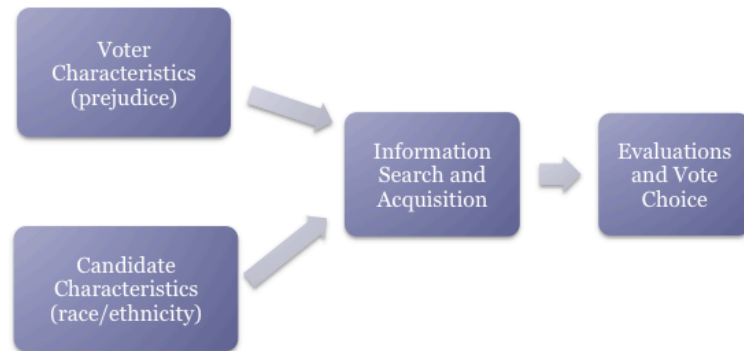 Voter
Characteristics
(prejudice)
Information
Search and
Acquisition
Evaluations
and Vote
Choice
Candidate
Characteristics
(race/ethnicity)